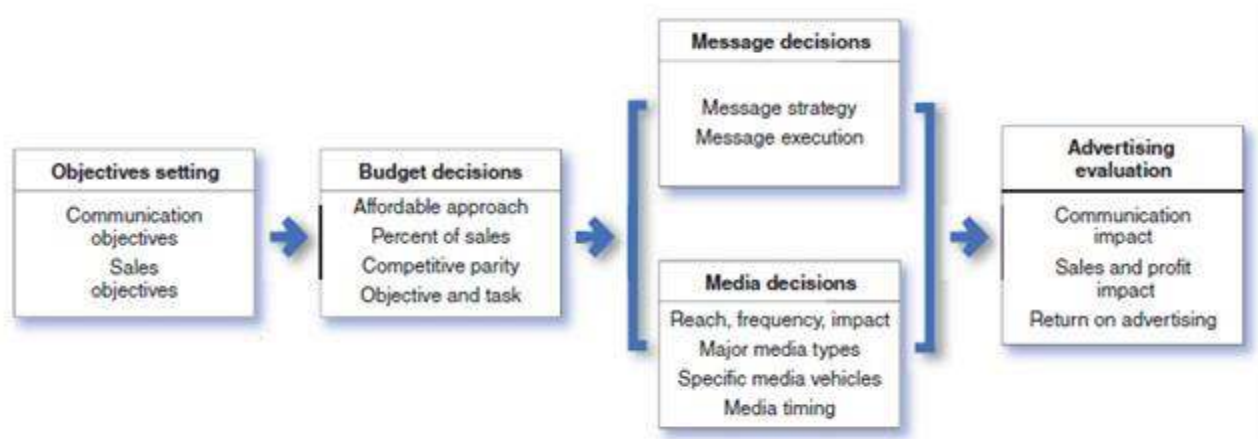 Objectives setting
Communication
objectives
Sales
objectives
Budget decisions
Affordable approach
Percent of sales
Competitive parity
Objective and task
Message decisions
Message strategy
Message execution
Media decisions
Reach, frequency, impact
Major media types
Specific media vehicles
Media timing
Advertising
evaluation
Communication
impact
Sales and profit
impact
Return on advertising